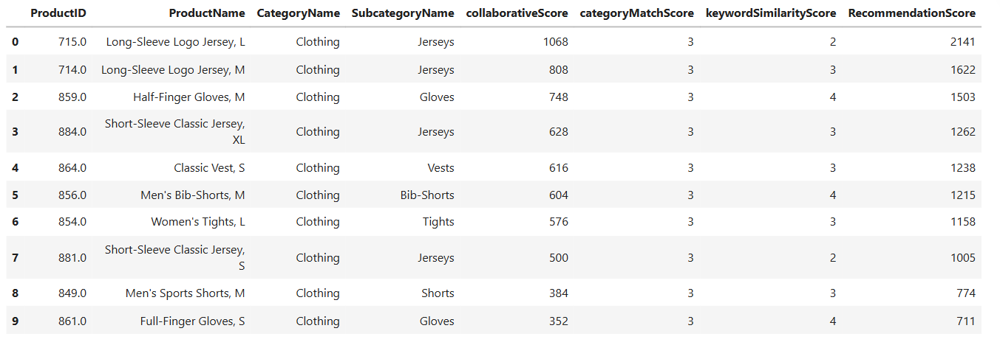 ProductID ProductName CategoryName SubcategoryName collaborativeScore categoryMatchScore keywordSimilarityScore RecommendationScore
0 715.0 Long-Sleeve Logo Jersey, L Clothing Jerseys 1068 3 2 2141
1 714.0 Long-Sleeve Logo Jersey, M Clothing Jerseys 808 3 3 1622
2 859.0 Half-Finger Gloves, M Clothing Gloves 748 3 4 1503
3 884.0 Short-Sleeve Classic Jersey, Clothing Jerseys 628 3 3 1262
XL
4 864.0 Classic Vest, S Clothing Vests 616 3 3 1238
5 856.0 Men's Bib-Shorts, M Clothing Bib-Shorts 604 3 4 1215
6 854.0 Women's Tights, L Clothing Tights 576 3 3 1158
7 881.0 Short-Sleeve Classic Jersey, Clothing Jerseys 500 3 2 1005
S
8 849.0 Men's Sports Shorts, M Clothing Shorts 384 3 3 774
9 861.0 Full-Finger Gloves, S Clothing Gloves 352 3 4 711